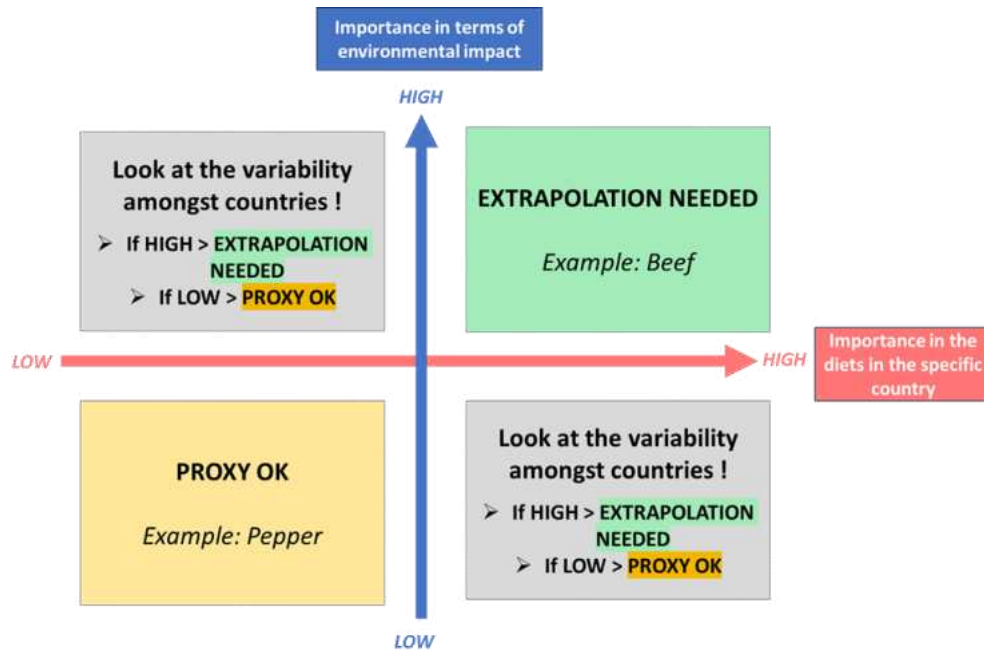 Importance in terms of
environmental impact
HIGH
Look at the variability
amongst countries !
➢ If HIGH > EXTRAPOLATION
NEEDED
➢ If LOW > PROXY OK
EXTRAPOLATION NEEDED
Example: Beef
LOW
HIGH
Importance in the
diets in the specific
country
PROXY OK
Example: Pepper
Look at the variability
amongst countries !
➢ If HIGH > EXTRAPOLATION
NEEDED
➢ If LOW > PROXY OK
LOW